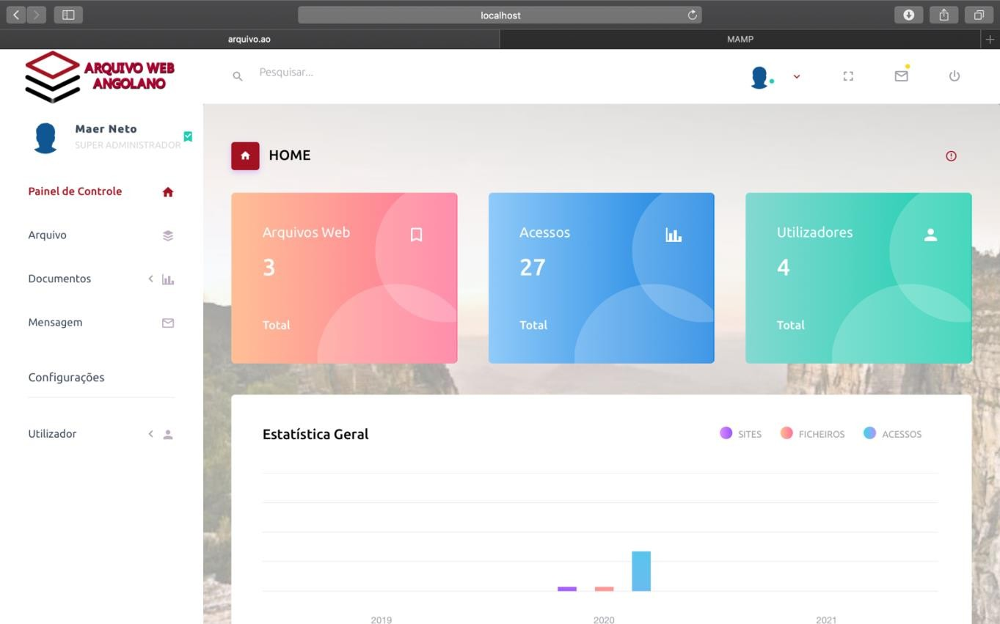 localhost
arquivo.ao
MAMP
ARQUIVO WEB
ANGOLANO
Pesquisar...
Maer Neto
SUPER ADMINISTRADOR
Painel de Controle
Arquivo
Documentos
Mensagem
Configurações
Utilizador
HOME
Arquivos Web
3
Total
Acessos
27
Total
Utilizadores
4
Total
Estatística Geral
SITES
FICHEIROS
ACESSOS
2019
2020
2021